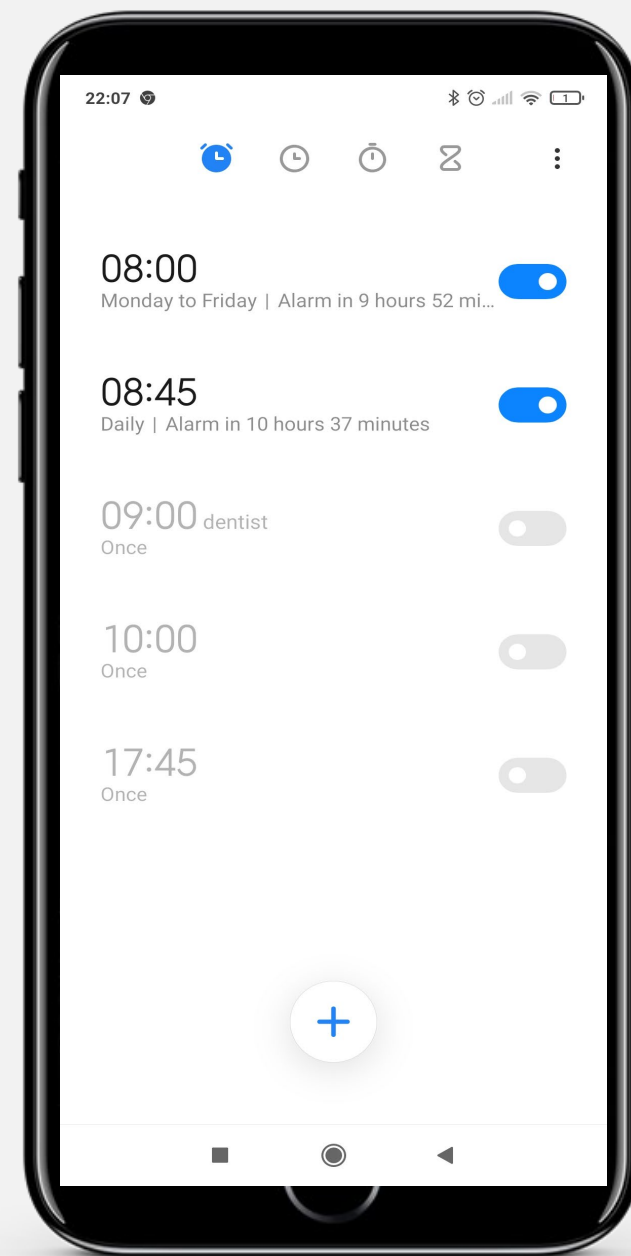 22:07
1
08:00
Monday to Friday | Alarm in 9 hours 52 mi...
08:45
Daily | Alarm in 10 hours 37 minutes
09:00 dentist
Once
10:00
Once
17:45
Once